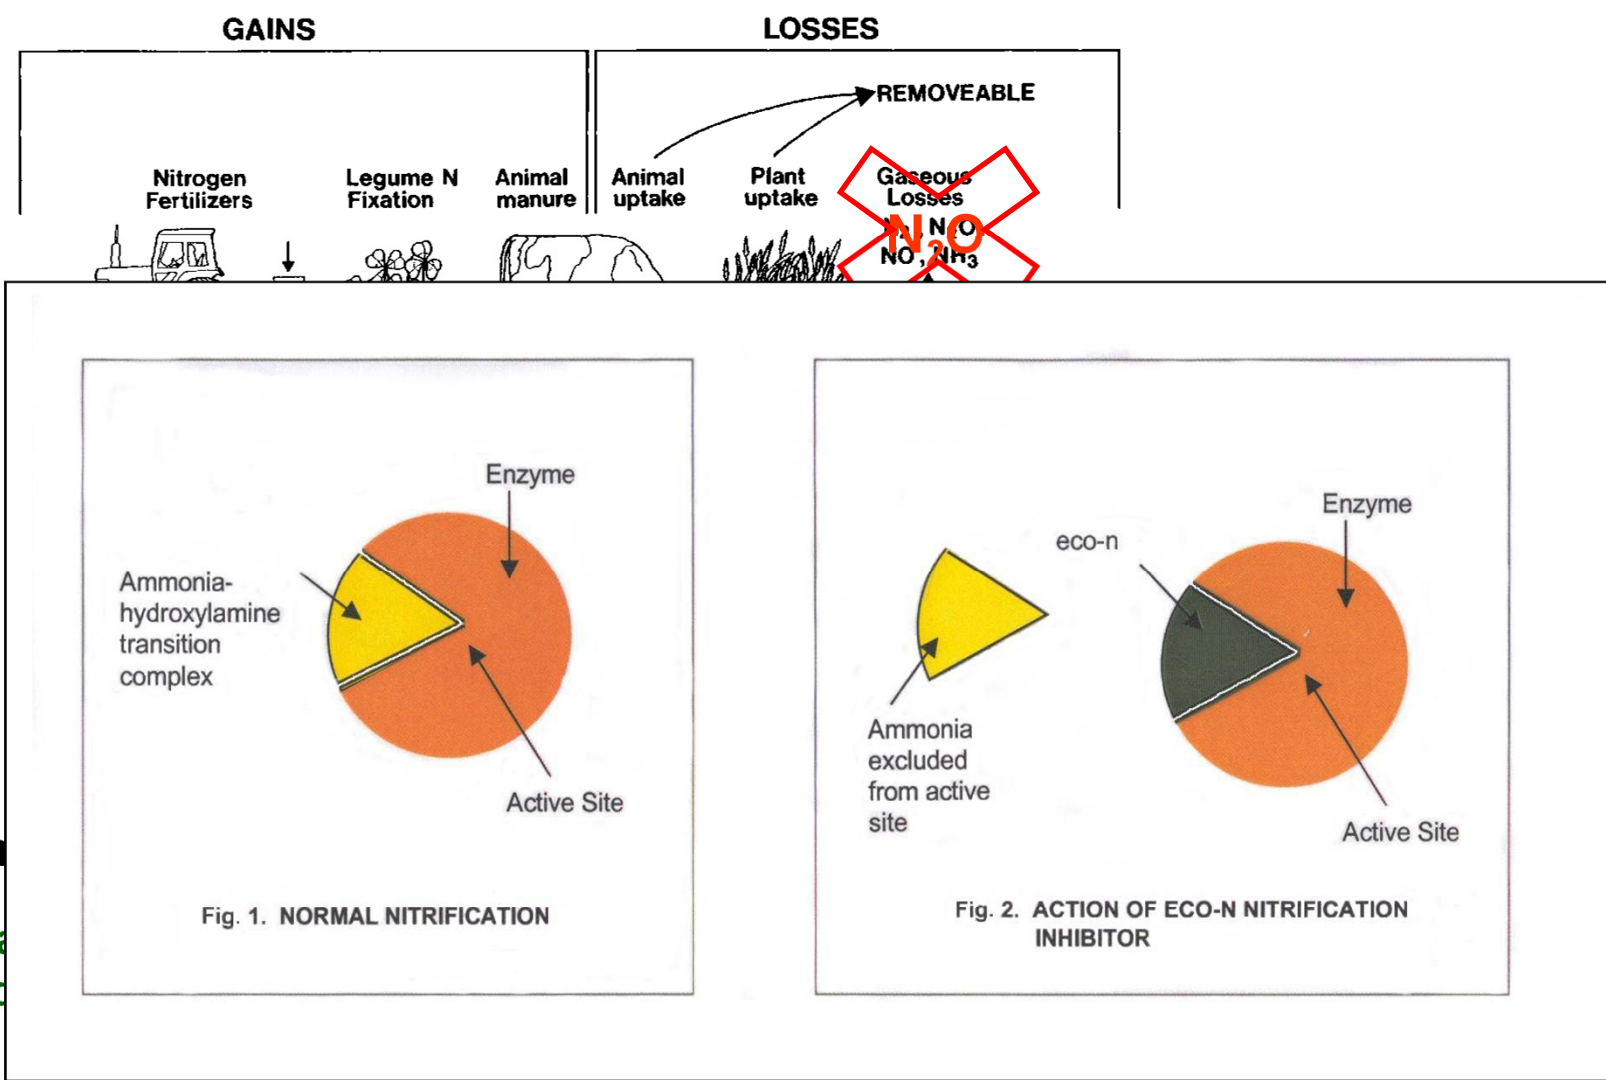 GAINS
LOSSES
REMOVEABLE
Nitrogen
Fertilizers
Legume N
Fixation
Animal
manure
Animal
uptake
Plant
uptake
Gaseous
Losses
N₂O
NO, NH₃
Enzyme
Ammonia-
hydroxylamine
transition
complex
Active Site
Fig. 1. NORMAL NITRIFICATION
Enzyme
eco-n
Ammonia
excluded
from active
site
Active Site
Fig. 2. ACTION OF ECO-N NITRIFICATION
INHIBITOR